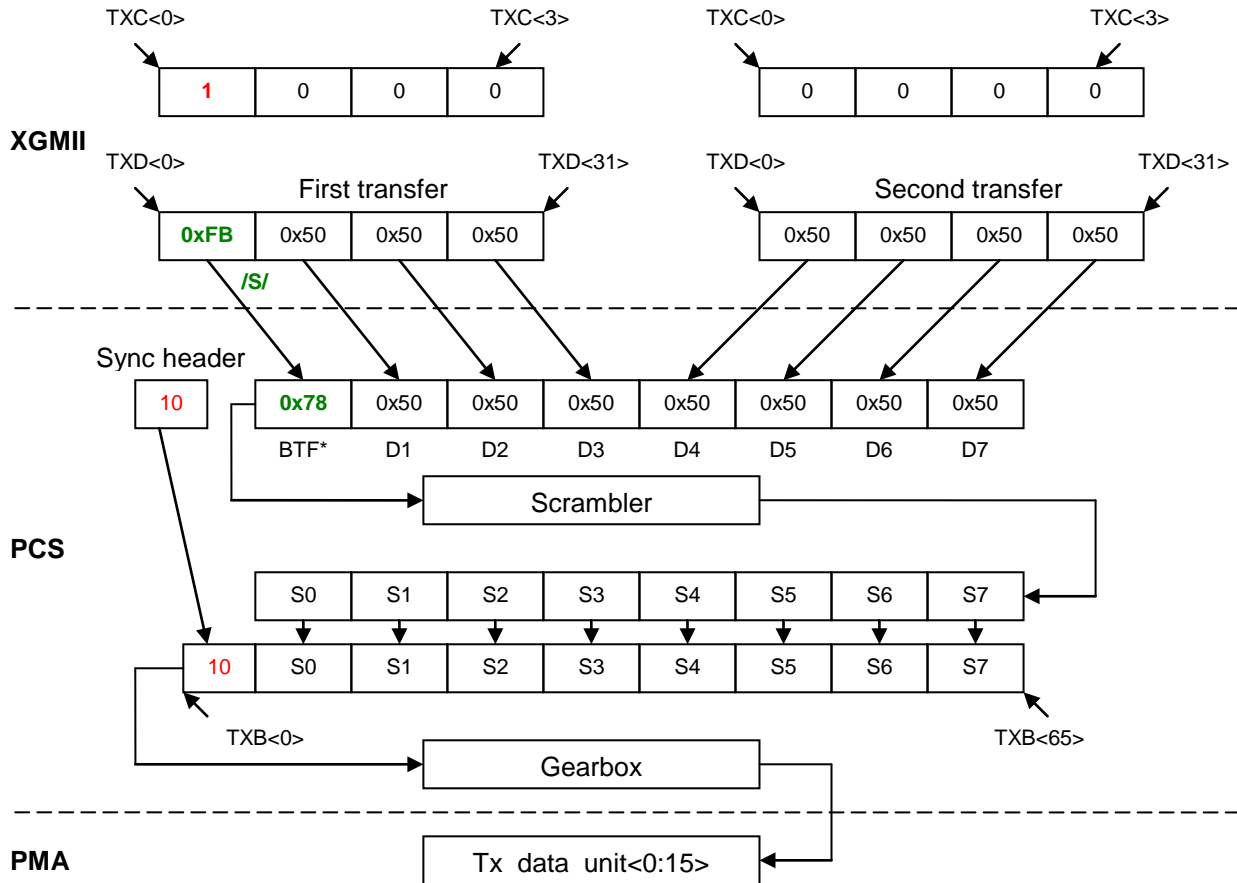 TXC<0> TXC<3> TXC<0> TXC<3>
1 0 0 0 0 0 0 0
XGMII
TXD<0> TXD<31> TXD<0> TXD<31>
First transfer Second transfer
0xFB 0x50 0x50 0x50 0x50 0x50 0x50 0x50
/S/
Sync header
10 0x78 0x50 0x50 0x50 0x50 0x50 0x50 0x50
BTF* D1 D2 D3 D4 D5 D6 D7
Scrambler
PCS
S0 S1 S2 S3 S4 S5 S6 S7
10 S0 S1 S2 S3 S4 S5 S6 S7
TXB<0> TXB<65>
Gearbox
PMA
Tx data unit<0:15>